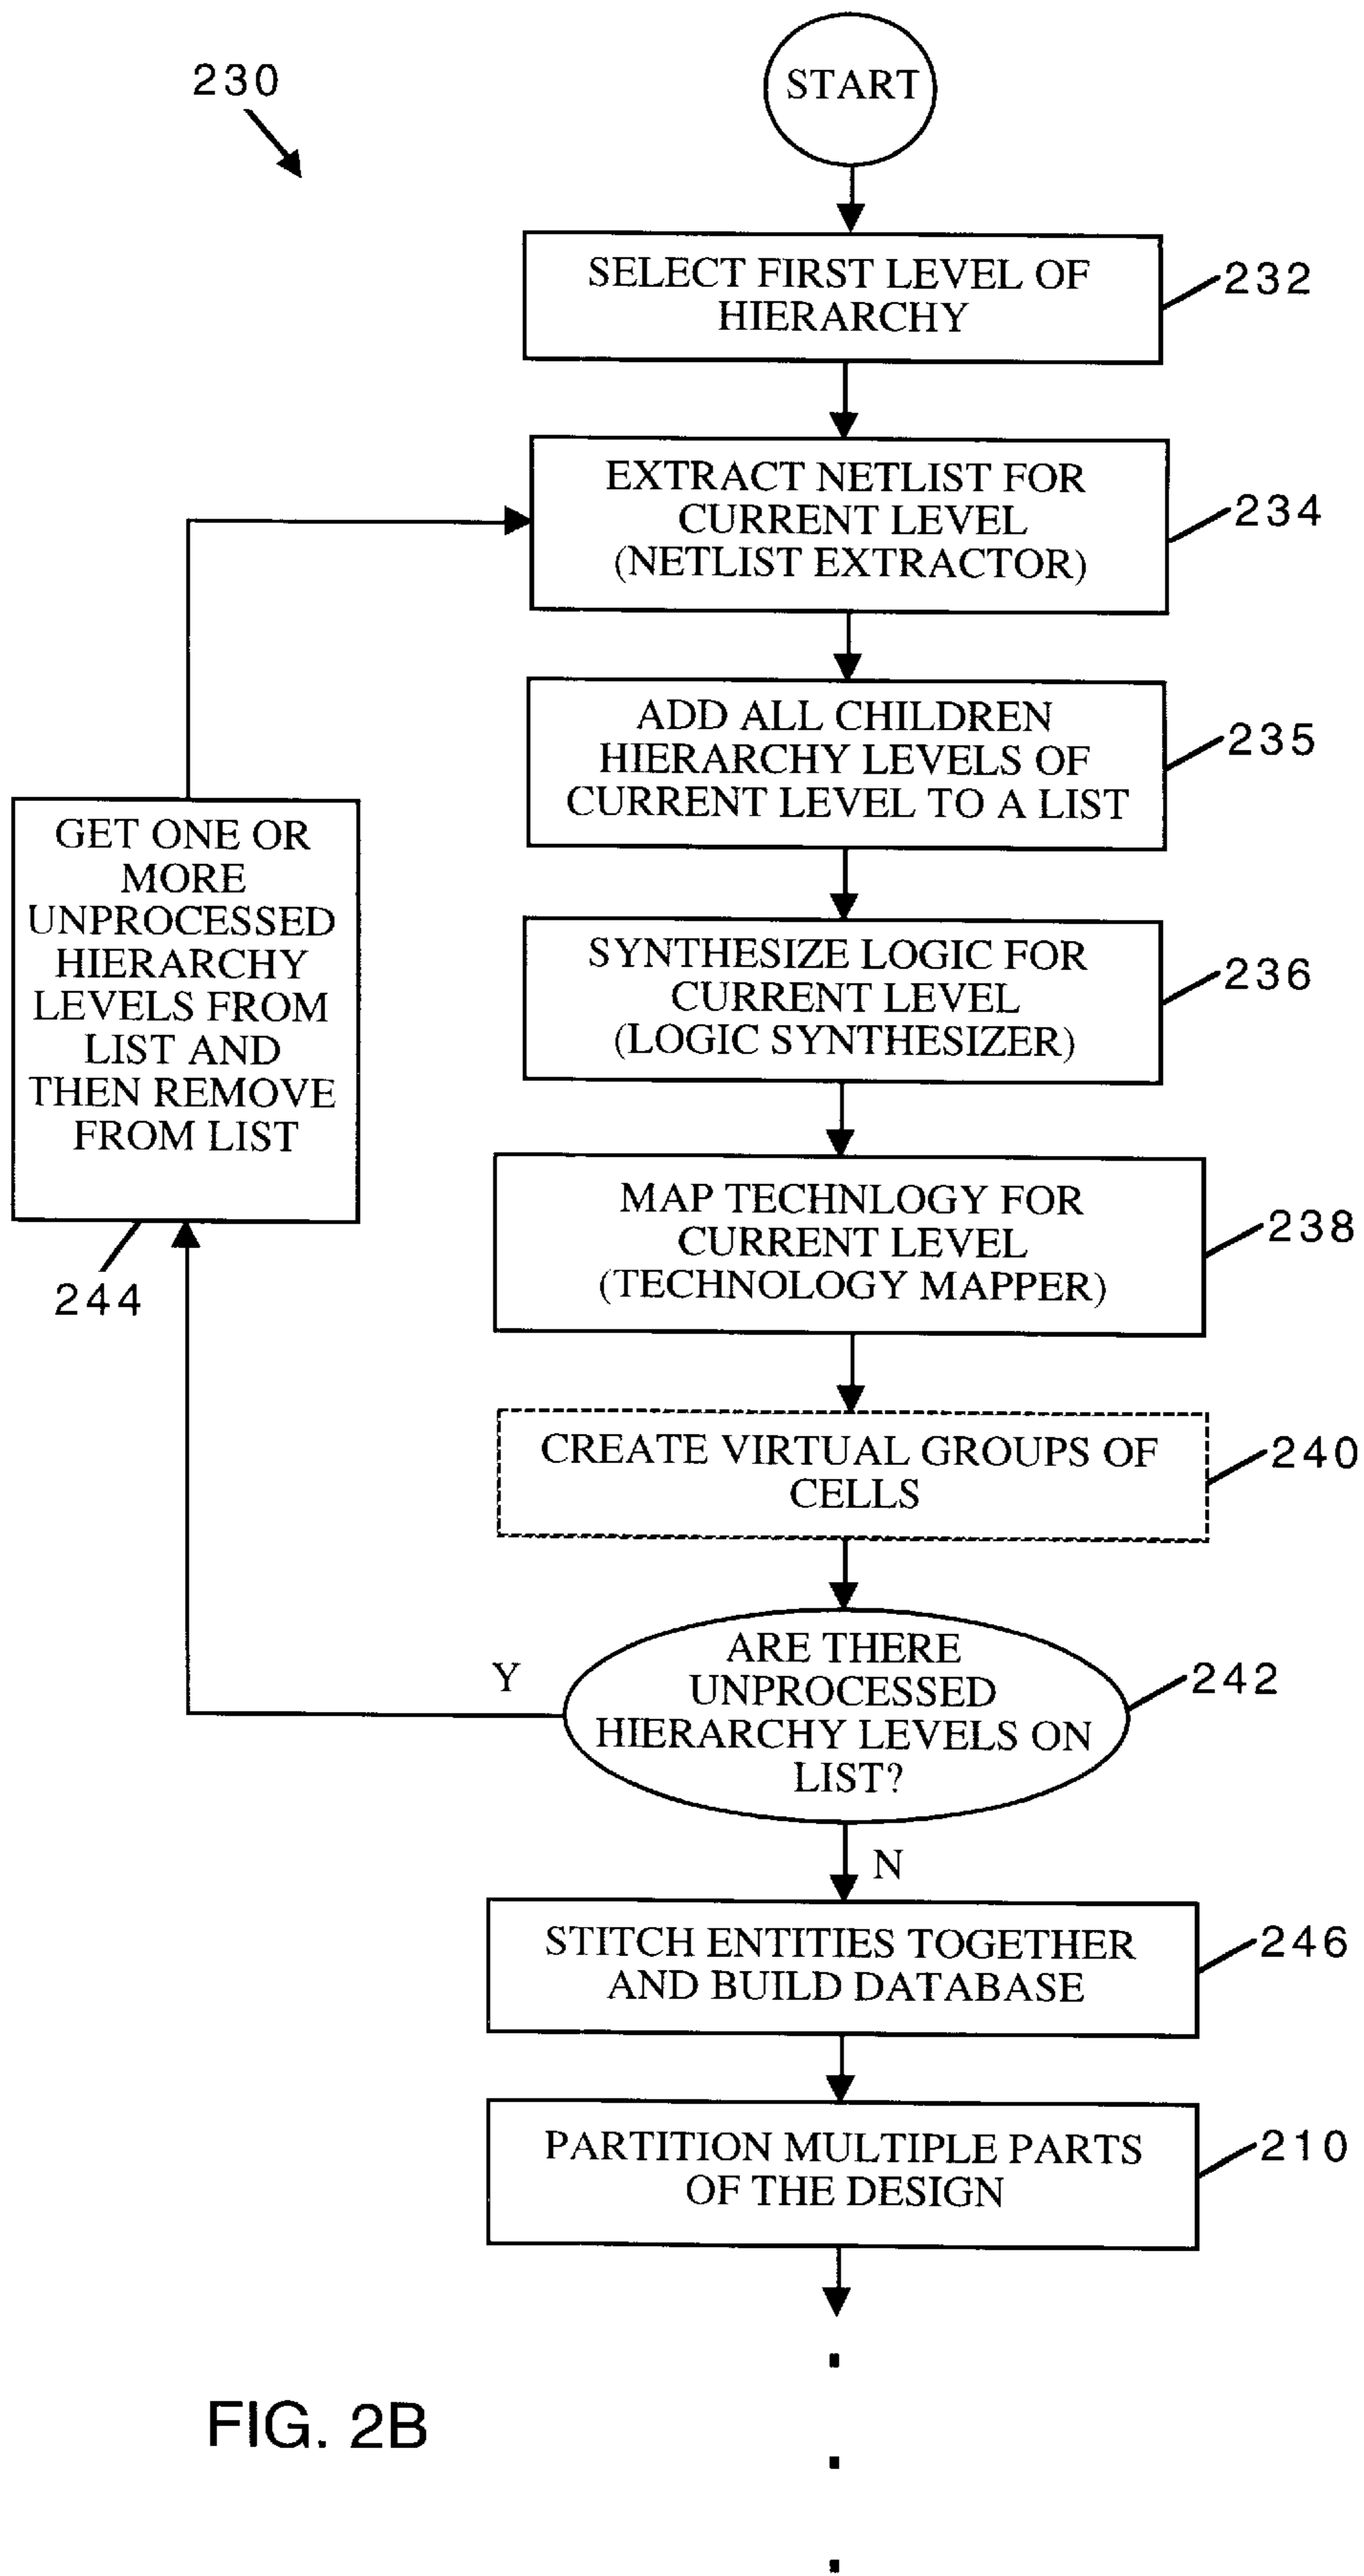 230
START
SELECT FIRST LEVEL OF
HIERARCHY
232
EXTRACT NETLIST FOR
CURRENT LEVEL
(NETLIST EXTRACTOR)
234
ADD ALL CHILDREN
HIERARCHY LEVELS OF
CURRENT LEVEL TO A LIST
235
GET ONE OR
MORE
UNPROCESSED
HIERARCHY
LEVELS FROM
LIST AND
THEN REMOVE
FROM LIST
244
SYNTHESIZE LOGIC FOR
CURRENT LEVEL
(LOGIC SYNTHESIZER)
236
MAP TECHNLOGY FOR
CURRENT LEVEL
(TECHNOLOGY MAPPER)
238
CREATE VIRTUAL GROUPS OF
CELLS
240
ARE THERE
UNPROCESSED
HIERARCHY LEVELS ON
LIST?
242
Y
N
STITCH ENTITIES TOGETHER
AND BUILD DATABASE
246
PARTITION MULTIPLE PARTS
OF THE DESIGN
210
FIG. 2B